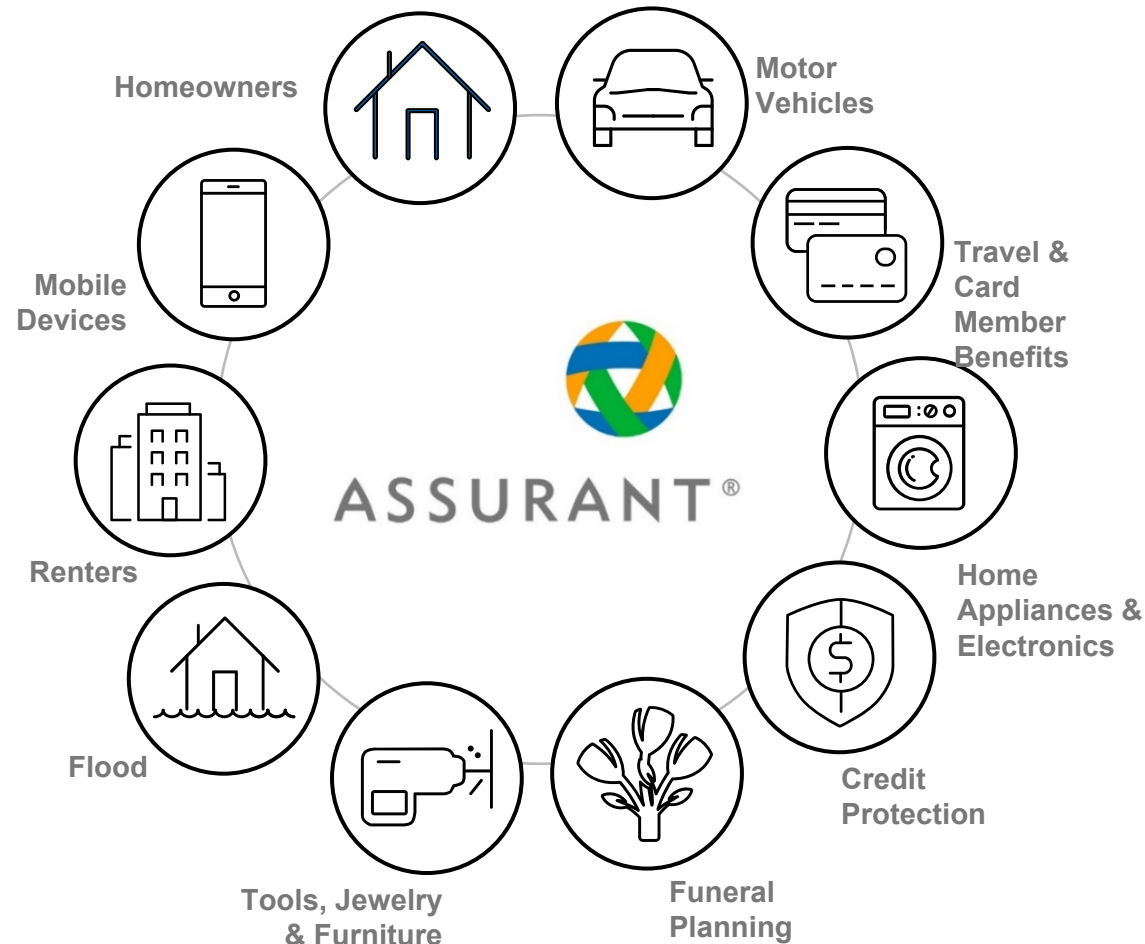 Homeowners
Motor
Vehicles
Mobile
Devices
Travel &
Card
Member
Benefits
ASSURANT®
Renters
Home
Appliances &
Electronics
Flood
Credit
Protection
Tools, Jewelry
& Furniture
Funeral
Planning